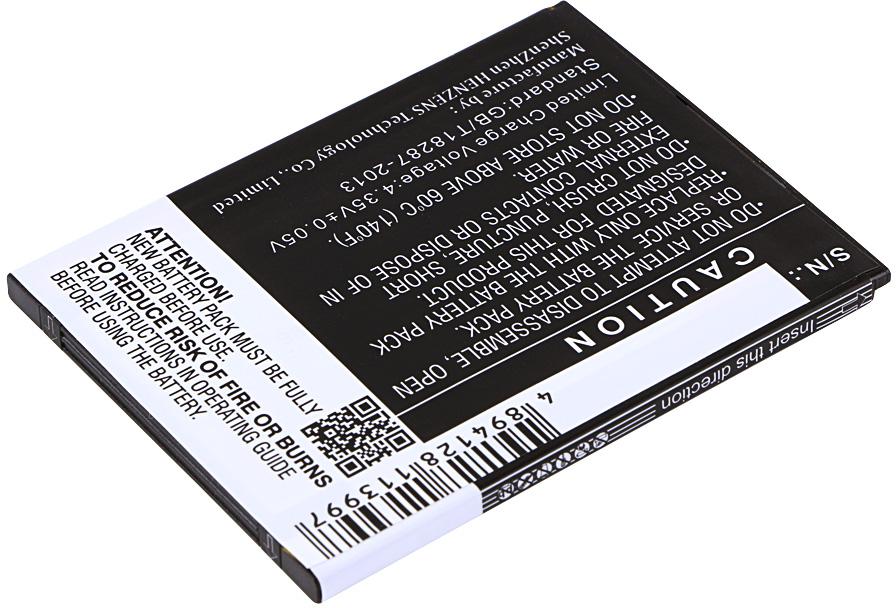 S/N.:
CAUTION
•DO NOT ATTEMPT TO DISASSEMBLE, OPEN
OR SERVICE THE BATTERY PACK.
•REPLACE ONLY WITH THE BATTERY PACK
DESIGNATED FOR THIS PRODUCT.
•DO NOT CRUSH, PUNCTURE, SHORT
EXTERNAL CONTACTS OR DISPOSE OF IN
FIRE OR WATER.
•DO NOT STORE ABOVE 60°C (140°F).
Limited Charge Voltage:4.35V±0.05V
Standard:GB/T18287-2013
Manufacture by:
ShenZhen HENZENS Technology Co., Limited
ATTENTION!
NEW BATTERY PACK MUST BE FULLY
CHARGED BEFORE USE.
TO REDUCE RISK OF FIRE OR BURNS
READ INSTRUCTIONS IN OPERATING GUIDE
BEFORE USING THE BATTERY.
4894128113997
Insert this direction